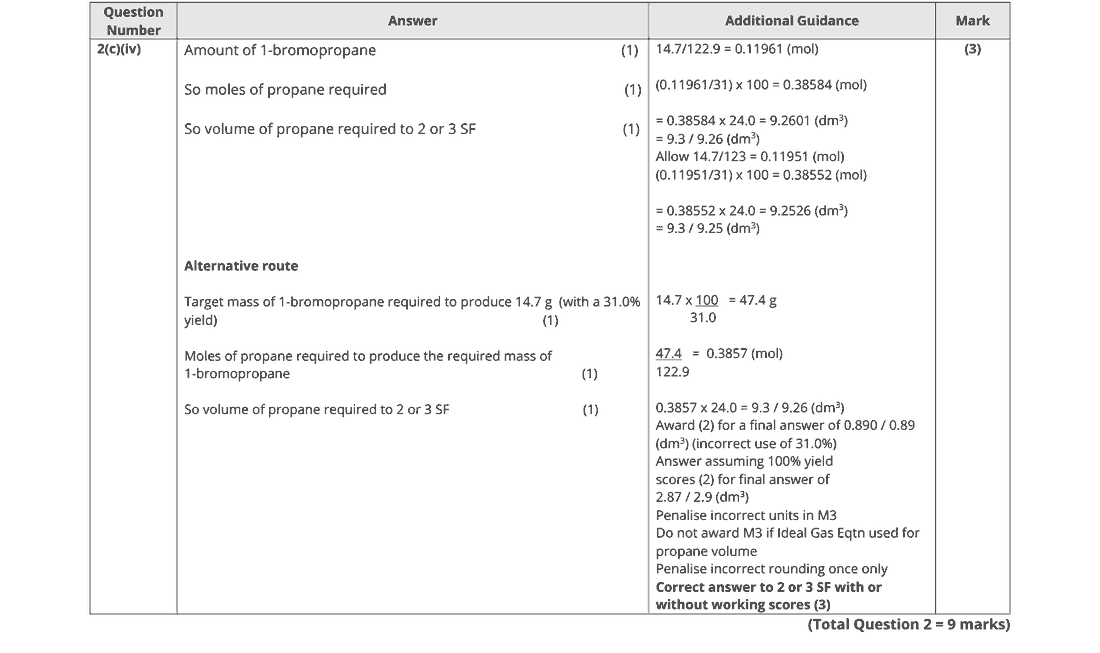 Question Number Answer Additional Guidance Mark
2(c)(iv) Amount of 1-bromopropane (1) 14.7/122.9 = 0.11961 (mol) (3)
So moles of propane required (1) (0.11961/31) x 100 = 0.38584 (mol)
So volume of propane required to 2 or 3 SF (1) = 0.38584 x 24.0 = 9.2601 (dm³)
= 9.3 / 9.26 (dm³)
Allow 14.7/123 = 0.11951 (mol)
(0.11951/31) x 100 = 0.38552 (mol)
= 0.38552 x 24.0 = 9.2526 (dm³)
= 9.3 / 9.25 (dm³)
Alternative route
Target mass of 1-bromopropane required to produce 14.7 g (with a 31.0% 14.7 x 100 = 47.4 g
yield) (1) 31.0
Moles of propane required to produce the required mass of 47.4 = 0.3857 (mol)
1-bromopropane (1) 122.9
So volume of propane required to 2 or 3 SF (1) 0.3857 x 24.0 = 9.3 / 9.26 (dm³)
Award (2) for a final answer of 0.890 / 0.89
(dm³) (incorrect use of 31.0%)
Answer assuming 100% yield
scores (2) for final answer of
2.87 / 2.9 (dm³)
Penalise incorrect units in M3
Do not award M3 if Ideal Gas Eqtn used for
propane volume
Penalise incorrect rounding once only
Correct answer to 2 or 3 SF with or
without working scores (3)
(Total Question 2 = 9 marks)